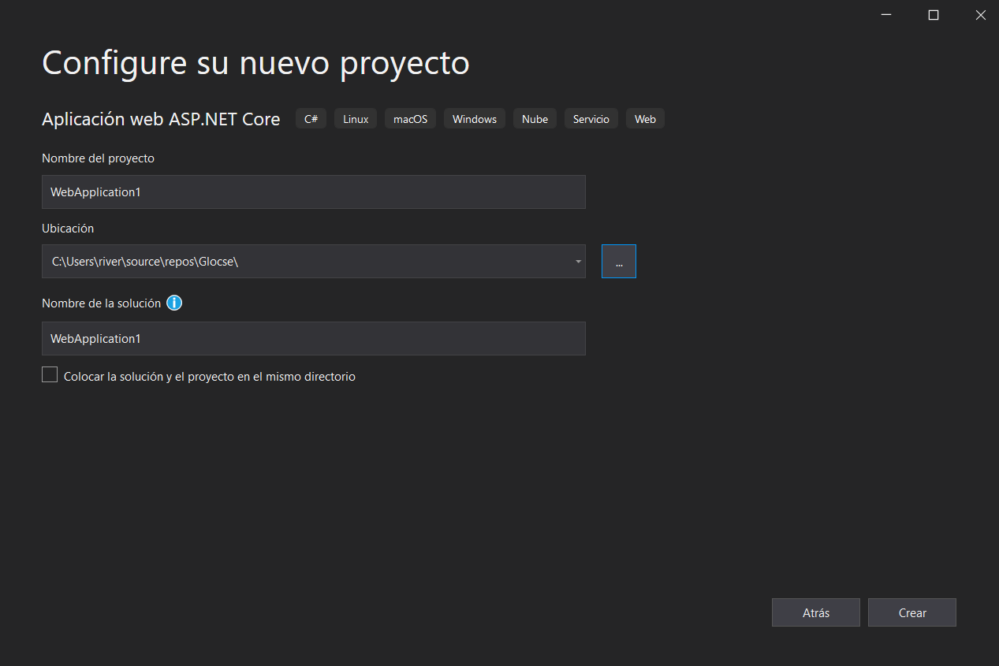 Configure su nuevo proyecto
Aplicación web ASP.NET Core C# Linux macOS Windows Nube Servicio Web
Nombre del proyecto
WebApplication1
Ubicación
C:\Users\river\source\repos\Glocse\
...
Nombre de la solución
WebApplication1
Colocar la solución y el proyecto en el mismo directorio
Atrás Crear